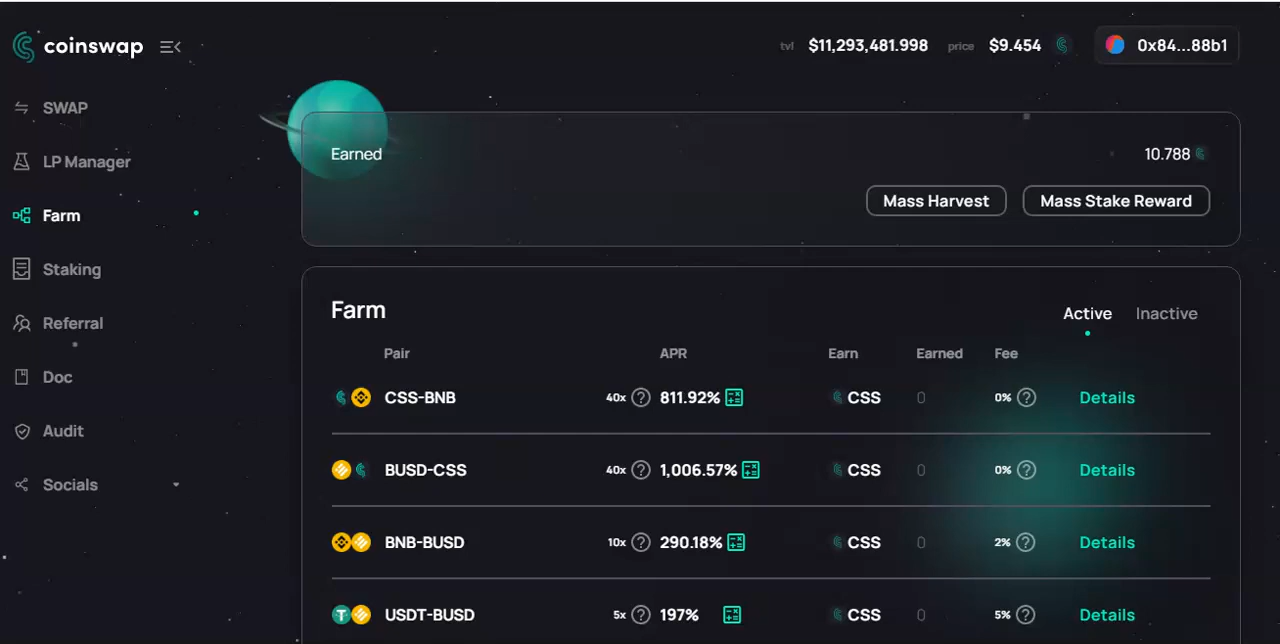 coinswap
tvl $11,293,481.998 price $9.454 0x84...88b1
SWAP
LP Manager
Farm
Staking
Referral
Doc
Audit
Socials
Earned 10.788
Mass Harvest Mass Stake Reward
Farm
Active Inactive
Pair APR Earn Earned Fee
CSS-BNB 40x ? 811.92% CSS 0 0% ? Details
BUSD-CSS 40x ? 1,006.57% CSS 0 0% ? Details
BNB-BUSD 10x ? 290.18% CSS 0 2% ? Details
USDT-BUSD 5x ? 197% CSS 0 5% ? Details